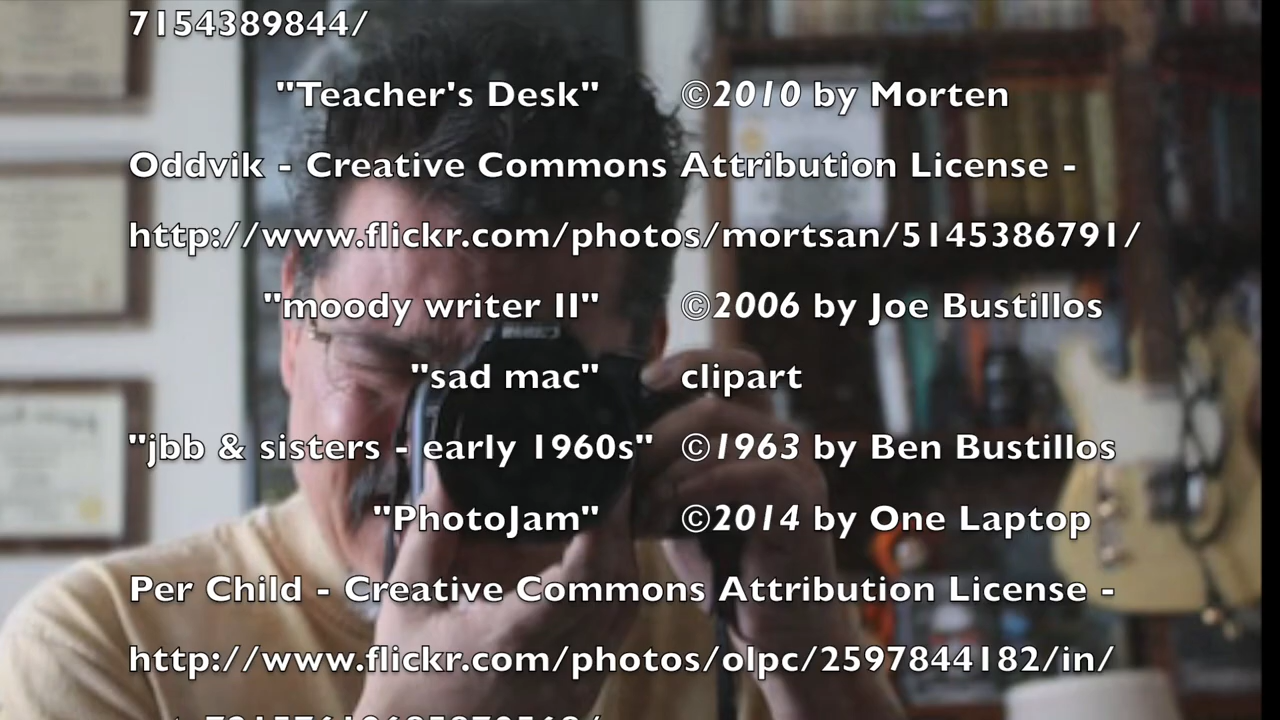 7154389844/
"Teacher's Desk" ©2010 by Morten
Oddvik - Creative Commons Attribution License -
http://www.flickr.com/photos/mortsan/5145386791/
"moody writer II" ©2006 by Joe Bustillos
"sad mac" clipart
"jbb & sisters - early 1960s" ©1963 by Ben Bustillos
"PhotoJam" ©2014 by One Laptop
Per Child - Creative Commons Attribution License -
http://www.flickr.com/photos/olpc/2597844182/in/